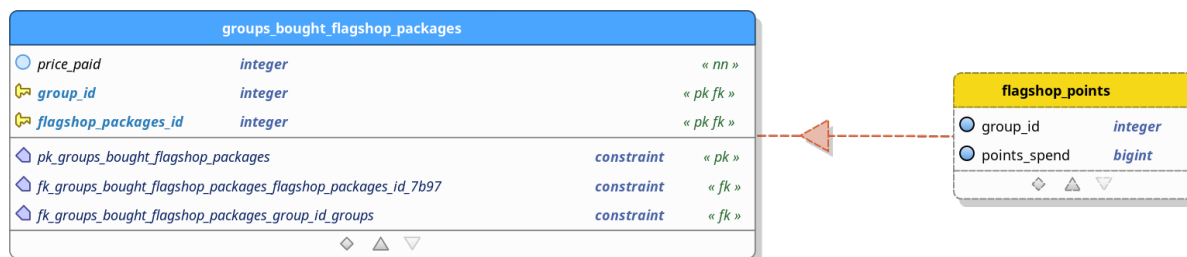 groups_bought_flagshop_packages
price_paid integer « nn »
group_id integer « pk fk »
flagshop_packages_id integer « pk fk »
pk_groups_bought_flagshop_packages constraint « pk »
fk_groups_bought_flagshop_packages_flagshop_packages_id_7b97 constraint « fk »
fk_groups_bought_flagshop_packages_group_id_groups constraint « fk »
flagshop_points
group_id integer
points_spend bigint